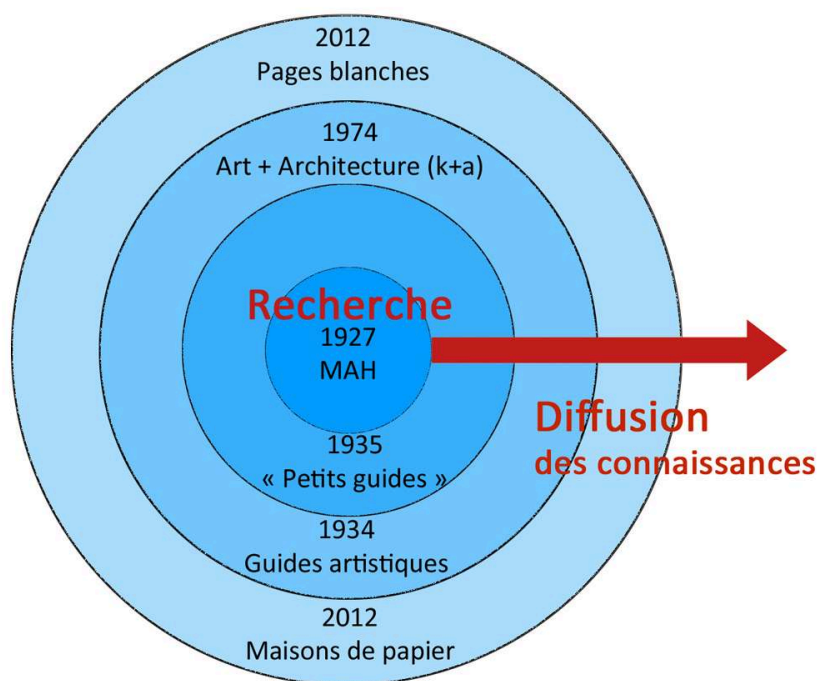 2012
Pages blanches
1974
Art + Architecture (k+a)
Recherche
1927
MAH
Diffusion
des connaissances
1935
« Petits guides »
1934
Guides artistiques
2012
Maisons de papier